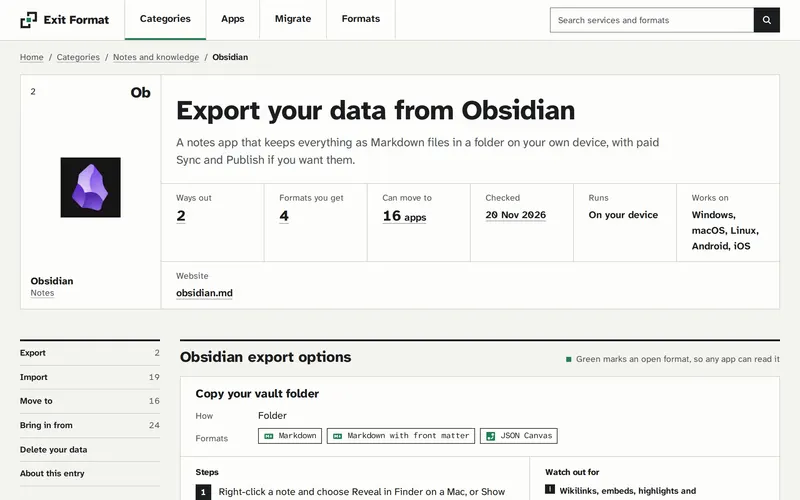 Exit Format
Categories
Apps
Migrate
Formats
Search services and formats
Home / Categories / Notes and knowledge / Obsidian
2
Ob
Obsidian
Notes
Export your data from Obsidian
A notes app that keeps everything as Markdown files in a folder on your own device, with paid
Sync and Publish if you want them.
Ways out
2
Formats you get
4
Can move to
16 apps
Checked
20 Nov 2026
Runs
On your device
Works on
Windows,
macOS, Linux,
Android, iOS
Website
obsidian.md
Export 2
Import 19
Move to 16
Bring in from 24
Delete your data
About this entry
Obsidian export options
Green marks an open format, so any app can read it
Copy your vault folder
How Folder
Formats Markdown Markdown with front matter JSON Canvas
Steps
1 Right-click a note and choose Reveal in Finder on a Mac, or Show
Watch out for
! Wikilinks, embeds, highlights and